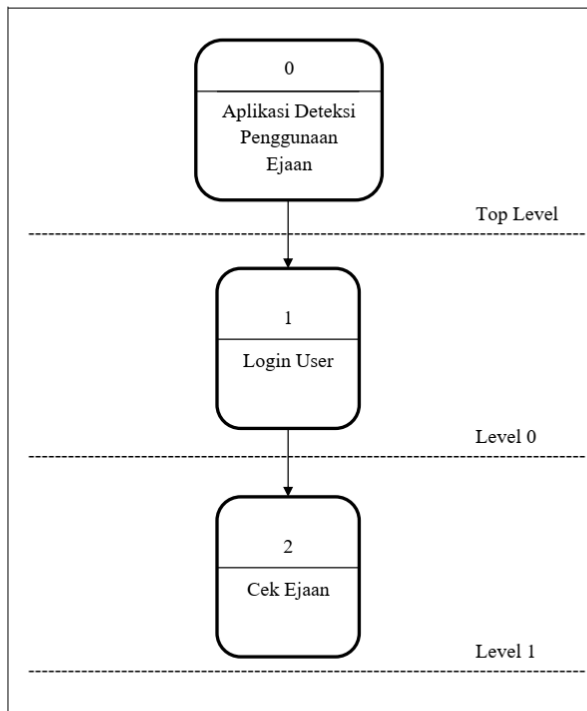 0
Aplikasi Deteksi
Penggunaan
Ejaan
Top Level
1
Login User
Level 0
2
Cek Ejaan
Level 1